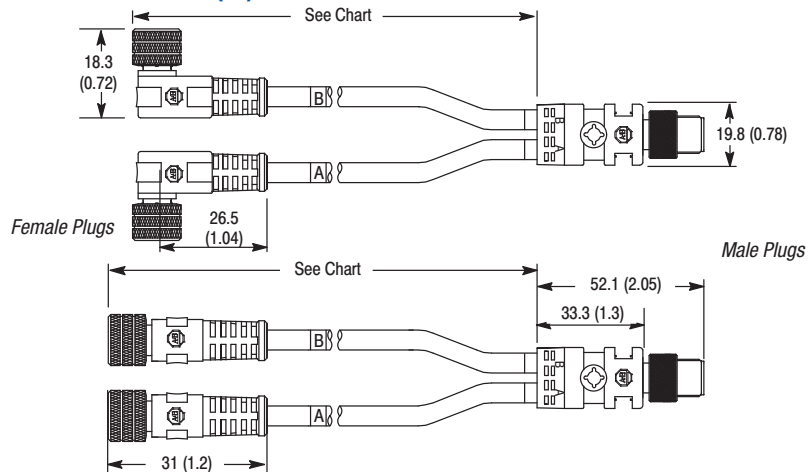 See Chart
18.3
(0.72)
B
19.8 (0.78)
A
26.5
(1.04)
Female Plugs
Male Plugs
See Chart
52.1 (2.05)
33.3 (1.3)
B
A
31 (1.2)